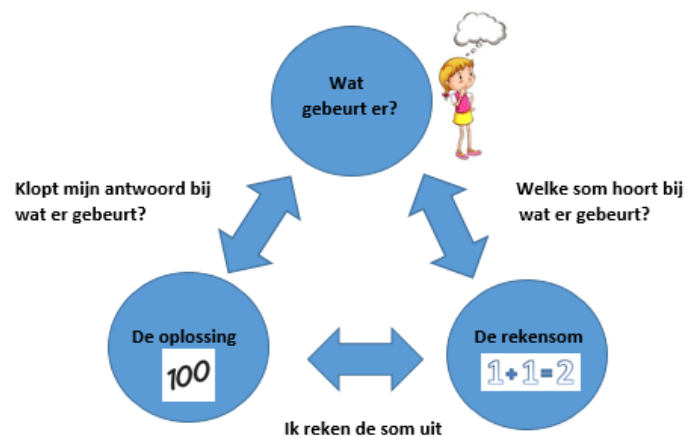 Wat
gebeurt er?
Klopt mijn antwoord bij
wat er gebeurt?
Welke som hoort bij
wat er gebeurt?
De oplossing
100
De rekensom
1+1=2
Ik reken de som uit